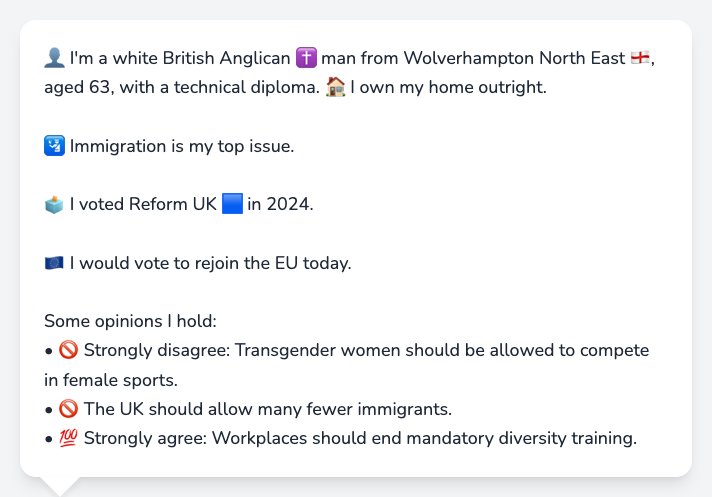 👤 I'm a white British Anglican ✝️ man from Wolverhampton North East 🏴󠁧󠁢󠁥󠁮󠁧󠁿,
aged 63, with a technical diploma. 🏠 I own my home outright.
🛂 Immigration is my top issue.
🗳️ I voted Reform UK 🟦 in 2024.
🇪🇺 I would vote to rejoin the EU today.
Some opinions I hold:
• 🚫 Strongly disagree: Transgender women should be allowed to compete
in female sports.
• 🚫 The UK should allow many fewer immigrants.
• 💯 Strongly agree: Workplaces should end mandatory diversity training.